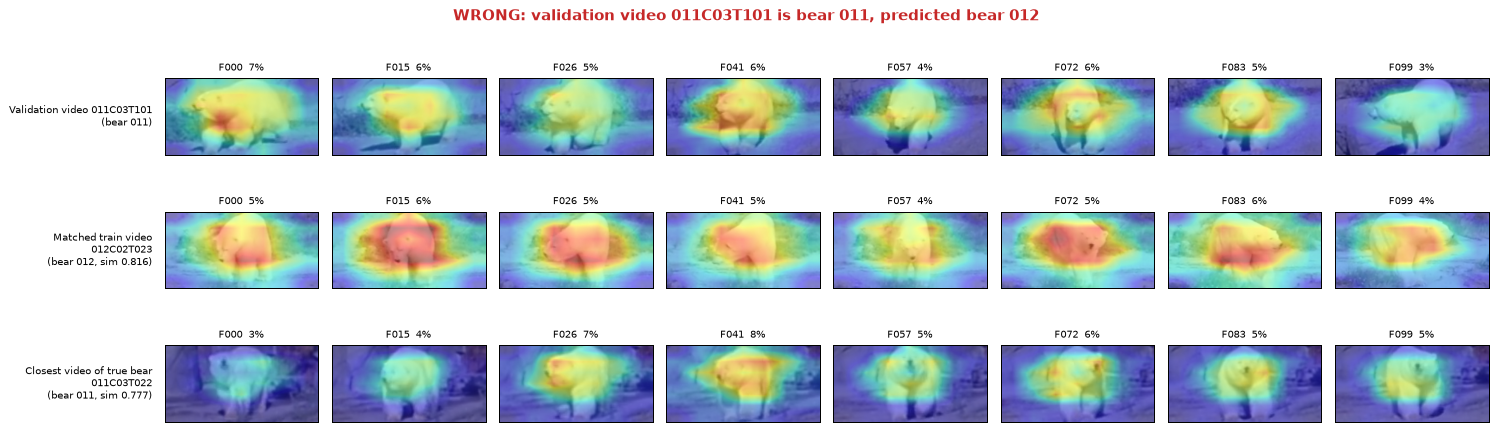 WRONG: validation video 011C03T101 is bear 011, predicted bear 012
F000 7% F015 6% F026 5% F041 6% F057 4% F072 6% F083 5% F099 3%
Validation video 011C03T101
(bear 011)
F000 5% F015 6% F026 5% F041 5% F057 4% F072 5% F083 6% F099 4%
Matched train video
012C02T023
(bear 012, sim 0.816)
F000 3% F015 4% F026 7% F041 8% F057 5% F072 6% F083 5% F099 5%
Closest video of true bear
011C03T022
(bear 011, sim 0.777)